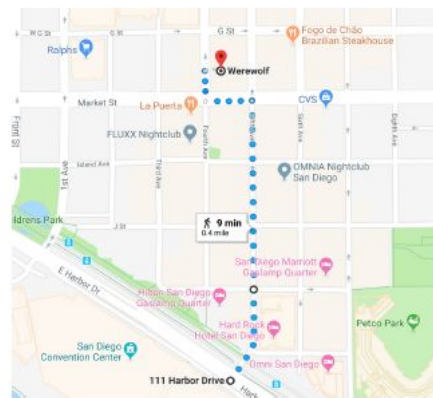 W G St
G St
G St
Fogo de Chão
Brazilian Steakhouse
Ralphs
Werewolf
Market St
La Puerta
CVS
FLUXX Nightclub
Front St
1st Ave
Third Ave
Fourth Ave
Sixth Ave
Eighth Ave
Island Ave
OMNIA Nightclub
San Diego
ildrens Park
J St
9 min
0.4 mile
E Harbor Dr
San Diego Marriott
Gaslamp Quarter
Hilton San Diego
Gaslamp Quarter
Hard Rock
Hotel San Diego
Petco Park
San Diego
Convention Center
Omni San Diego
111 Harbor Drive